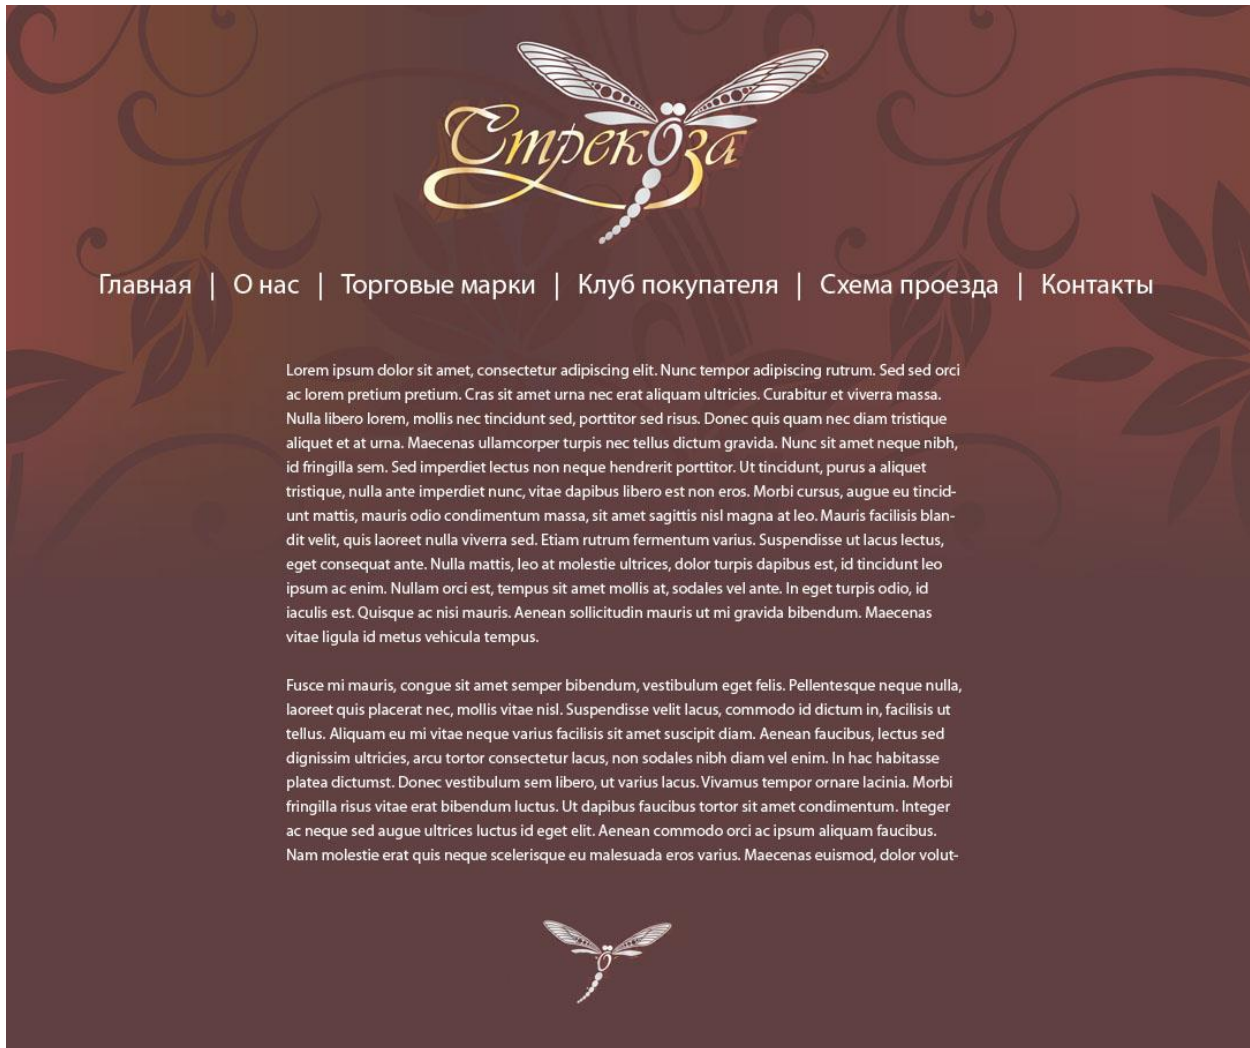 Стрекоза
Главная | О нас | Торговые марки | Клуб покупателя | Схема проезда | Контакты
Lorem ipsum dolor sit amet, consectetur adipiscing elit. Nunc tempor adipiscing rutrum. Sed sed orci
ac lorem pretium pretium. Cras sit amet urna nec erat aliquam ultricies. Curabitur et viverra massa.
Nulla libero lorem, mollis nec tincidunt sed, porttitor sed risus. Donec quis quam nec diam tristique
aliquet et at urna. Maecenas ullamcorper turpis nec tellus dictum gravida. Nunc sit amet neque nibh,
id fringilla sem. Sed imperdiet lectus non neque hendrerit porttitor. Ut tincidunt, purus a aliquet
tristique, nulla ante imperdiet nunc, vitae dapibus libero est non eros. Morbi cursus, augue eu tincid-
unt mattis, mauris odio condimentum massa, sit amet sagittis nisl magna at leo. Mauris facilisis blan-
dit velit, quis laoreet nulla viverra sed. Etiam rutrum fermentum varius. Suspendisse ut lacus lectus,
eget consequat ante. Nulla mattis, leo at molestie ultrices, dolor turpis dapibus est, id tincidunt leo
ipsum ac enim. Nullam orci est, tempus sit amet mollis at, sodales vel ante. In eget turpis odio, id
iaculis est. Quisque ac nisi mauris. Aenean sollicitudin mauris ut mi gravida bibendum. Maecenas
vitae ligula id metus vehicula tempus.
Fusce mi mauris, congue sit amet semper bibendum, vestibulum eget felis. Pellentesque neque nulla,
laoreet quis placerat nec, mollis vitae nisl. Suspendisse velit lacus, commodo id dictum in, facilisis ut
tellus. Aliquam eu mi vitae neque varius facilisis sit amet suscipit diam. Aenean faucibus, lectus sed
dignissim ultricies, arcu tortor consectetur lacus, non sodales nibh diam vel enim. In hac habitasse
platea dictumst. Donec vestibulum sem libero, ut varius lacus. Vivamus tempor ornare lacinia. Morbi
fringilla risus vitae erat bibendum luctus. Ut dapibus faucibus tortor sit amet condimentum. Integer
ac neque sed augue ultrices luctus id eget elit. Aenean commodo orci ac ipsum aliquam faucibus.
Nam molestie erat quis neque scelerisque eu malesuada eros varius. Maecenas euismod, dolor volut-